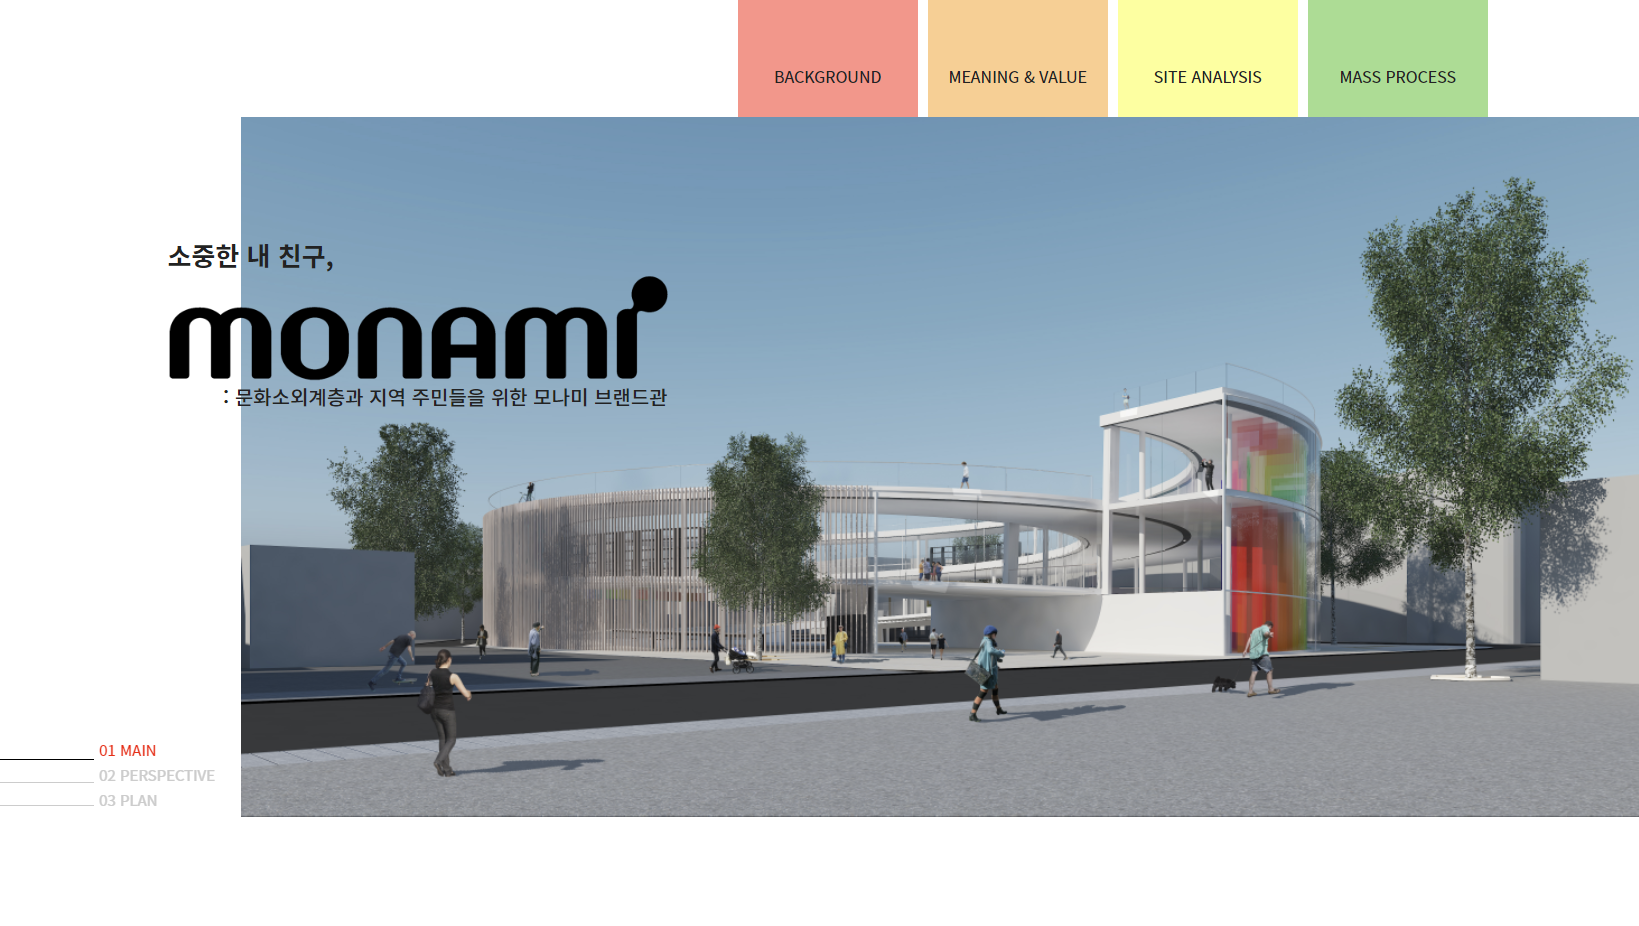 BACKGROUND
MEANING & VALUE
SITE ANALYSIS
MASS PROCESS
소중한 내 친구,
monami
: 문화소외계층과 지역 주민들을 위한 모나미 브랜드관
01 MAIN
02 PERSPECTIVE
03 PLAN